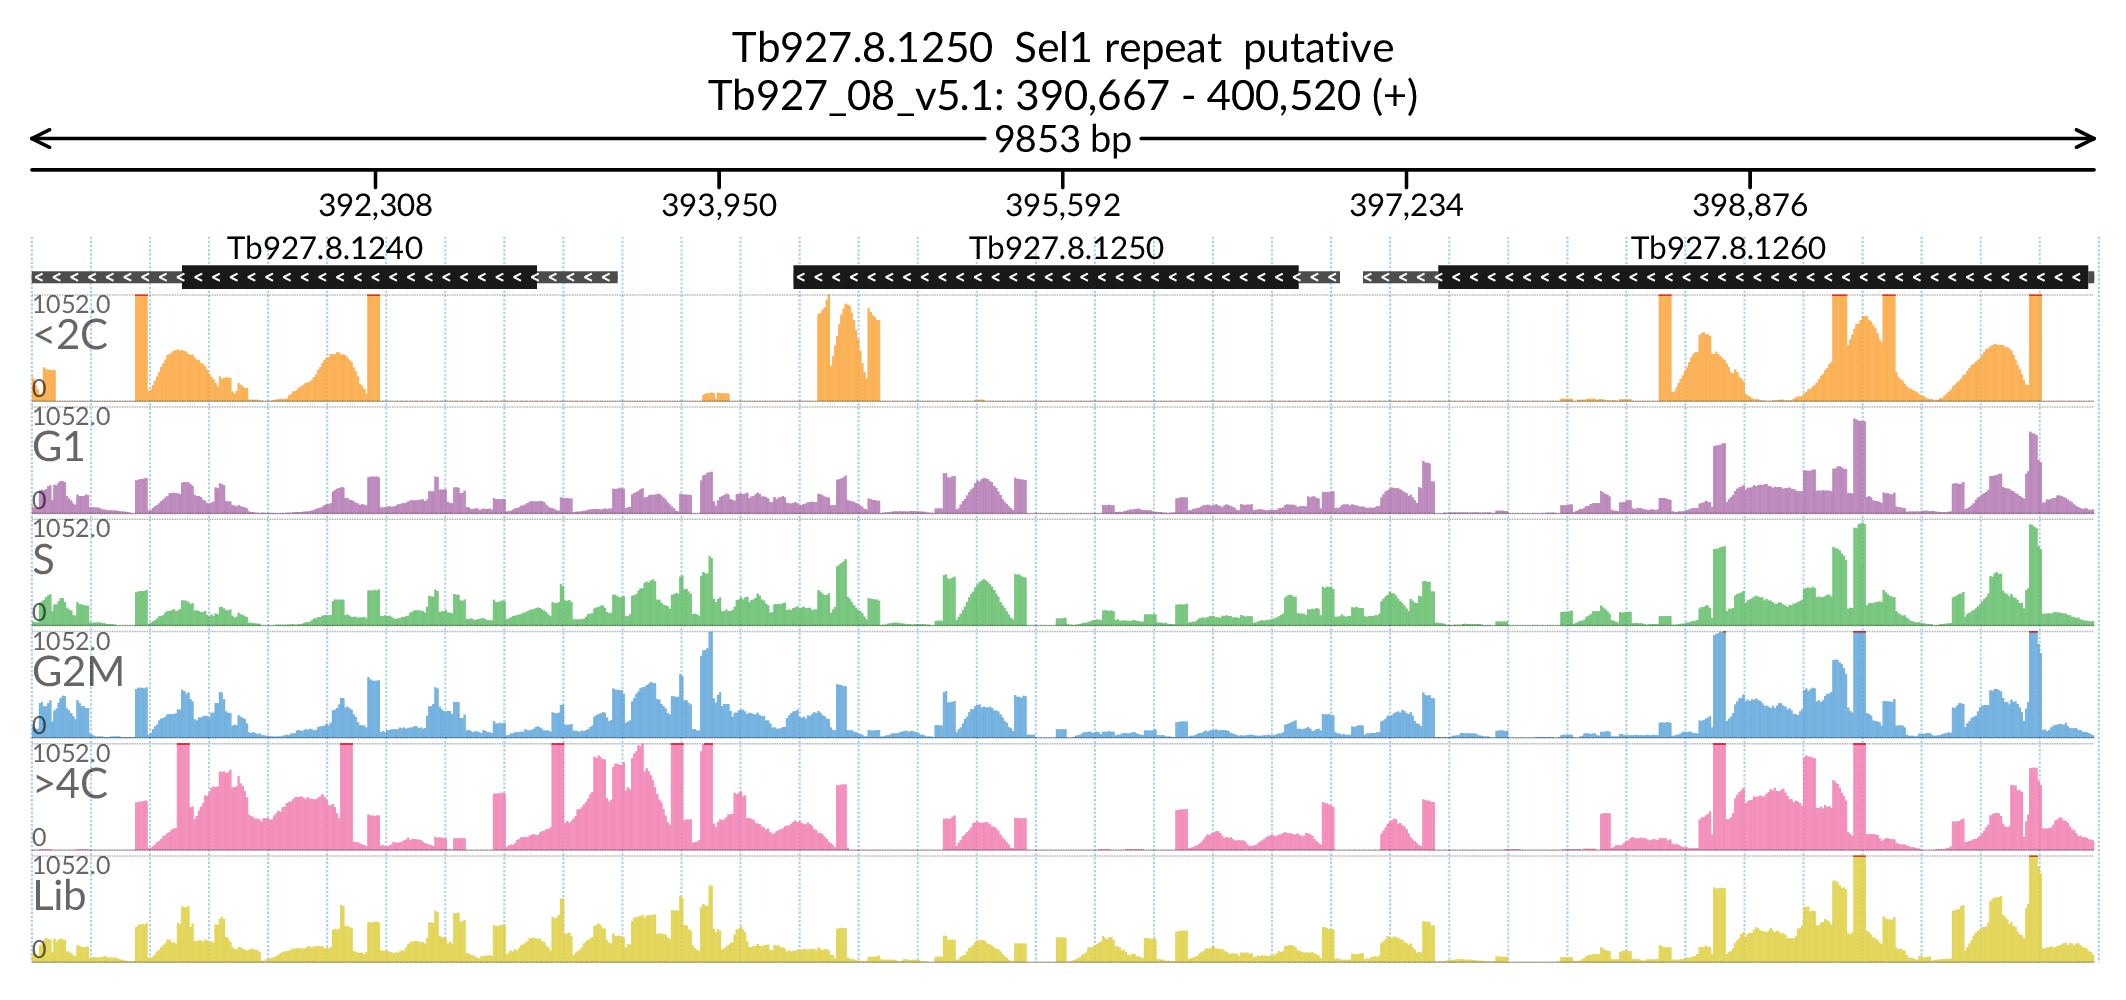 Tb927.8.1250 Sel1 repeat putative
Tb927_08_v5.1: 390,667 - 400,520 (+)
9853 bp
392,308 393,950 395,592 397,234 398,876
Tb927.8.1240 Tb927.8.1250 Tb927.8.1260
1052.0
<2C
0
1052.0
G1
0
1052.0
S
0
1052.0
G2M
0
1052.0
>4C
0
1052.0
Lib
0